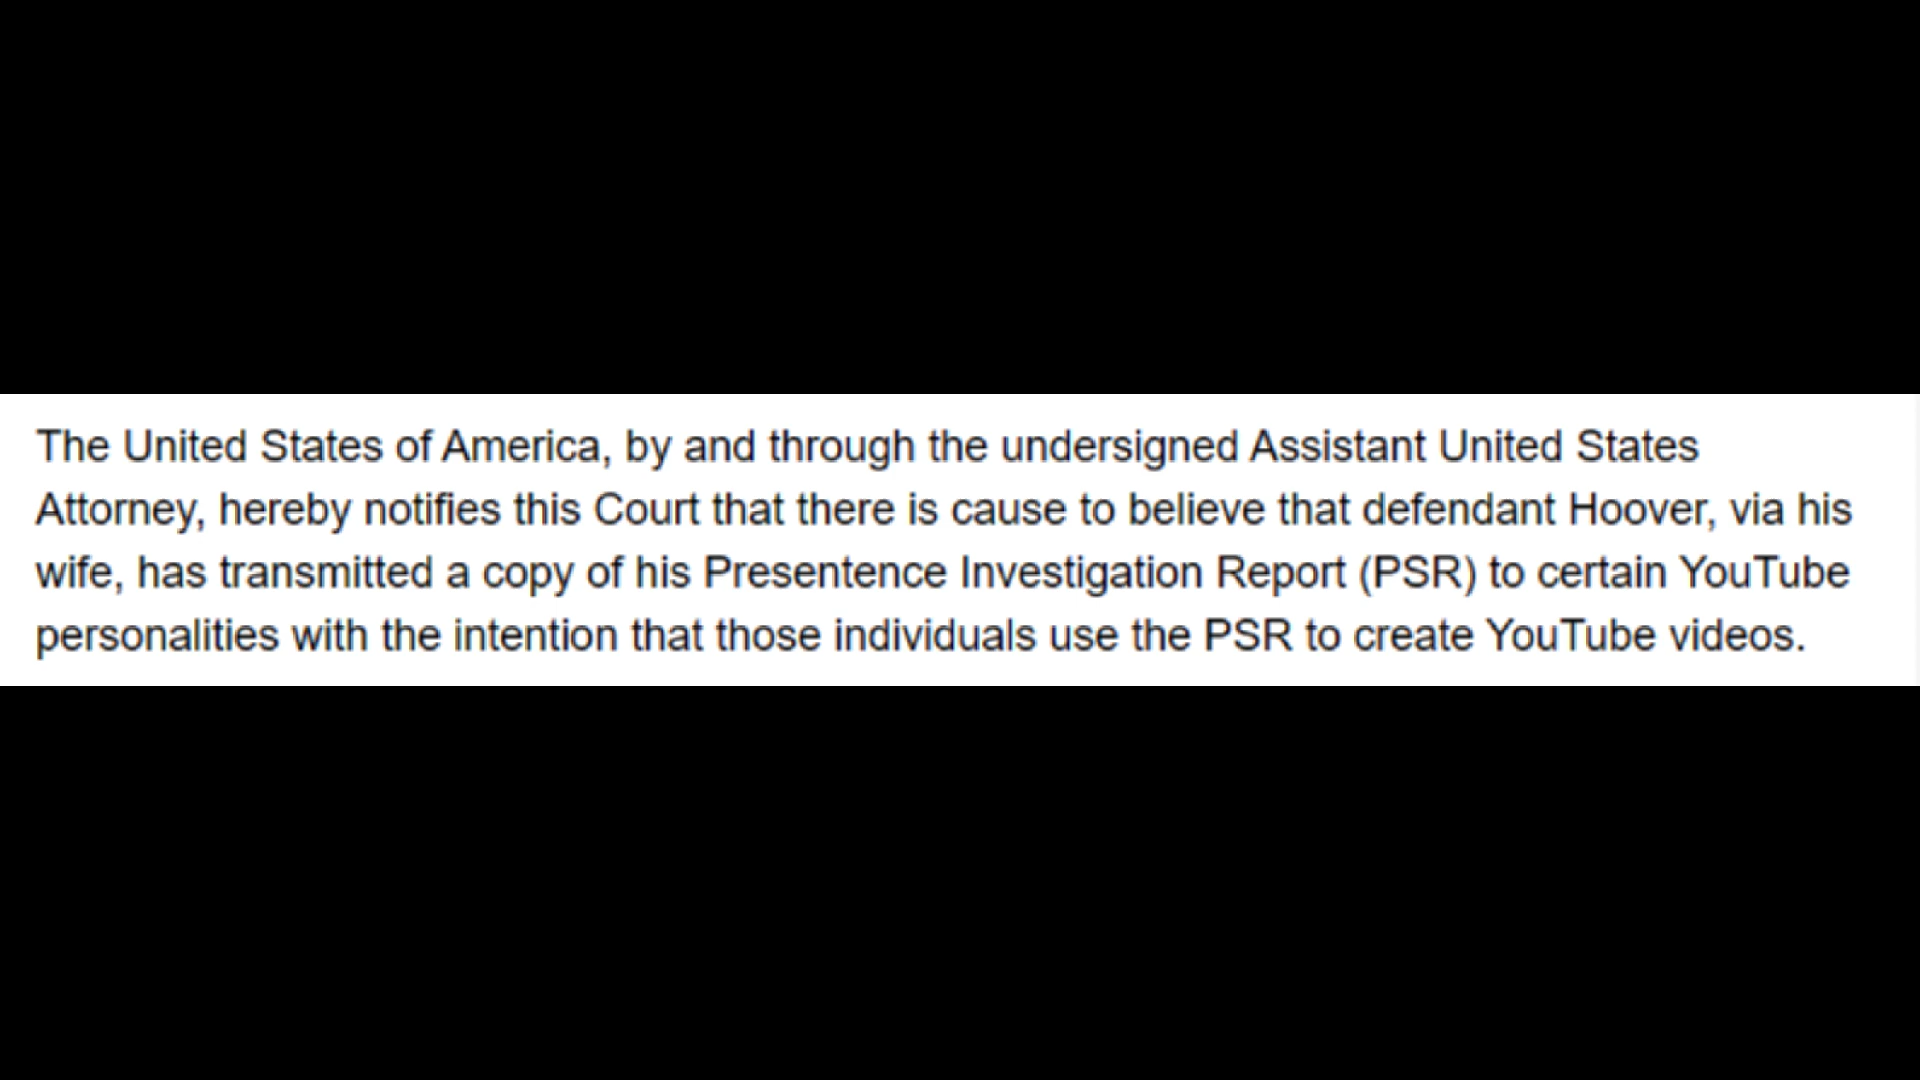 The United States of America, by and through the undersigned Assistant United States
Attorney, hereby notifies this Court that there is cause to believe that defendant Hoover, via his
wife, has transmitted a copy of his Presentence Investigation Report (PSR) to certain YouTube
personalities with the intention that those individuals use the PSR to create YouTube videos.